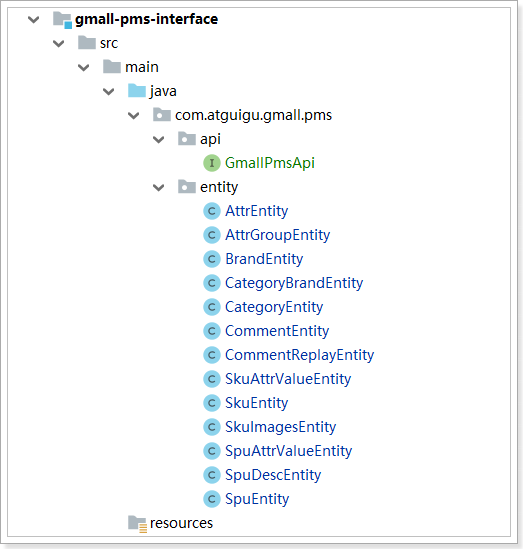 gmall-pms-interface
src
main
java
com.atguigu.gmall.pms
api
I GmallPmsApi
entity
C AttrEntity
C AttrGroupEntity
C BrandEntity
C CategoryBrandEntity
C CategoryEntity
C CommentEntity
C CommentReplayEntity
C SkuAttrValueEntity
C SkuEntity
C SkuImagesEntity
C SpuAttrValueEntity
C SpuDescEntity
C SpuEntity
resources